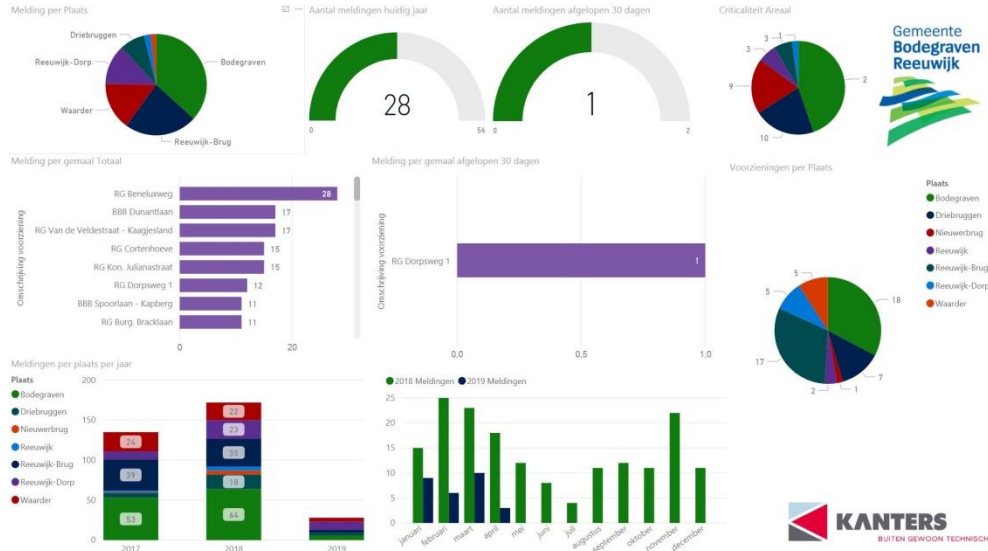 Melding per Plaats
Driebruggen
Reeuwijk-Dorp
Waarder
Bodegraven
Reeuwijk-Brug
Aantal meldingen huidig jaar
28
0
56
Aantal meldingen afgelopen 30 dagen
1
0
2
Criticaliteit Areaal
3
1
3
9
10
2
Gemeente
Bodegraven
Reeuwijk
Melding per gemaal Totaal
Omschrijving voorziening
RG Beneluxweg
28
BBB Dunantlaan
17
RG Van de Veldestraat - Kaagjesland
17
RG Cortenhoeve
15
RG Kon. Julianastraat
15
RG Dorpsweg 1
12
BBB Spoorlaan - Kapberg
11
RG Burg. Bracklaan
11
0
20
Melding per gemaal afgelopen 30 dagen
Omschrijving voorziening
RG Dorpsweg 1
1
0,0
0,5
1,0
Voorzieningen per Plaats
5
5
18
17
7
2
1
Plaats
Bodegraven
Driebruggen
Nieuwerbrug
Reeuwijk
Reeuwijk-Brug
Reeuwijk-Dorp
Waarder
Meldingen per plaats per jaar
Plaats
Bodegraven
Driebruggen
Nieuwerbrug
Reeuwijk
Reeuwijk-Brug
Reeuwijk-Dorp
Waarder
200
150
100
50
0
24
39
53
22
23
35
18
64
2017
2018
2019
2018 Meldingen
2019 Meldingen
25
20
15
10
5
0
januari
februari
maart
april
mei
juni
juli
augustus
september
oktober
november
december
KANTERS
BUITEN GEWOON TECHNISCH